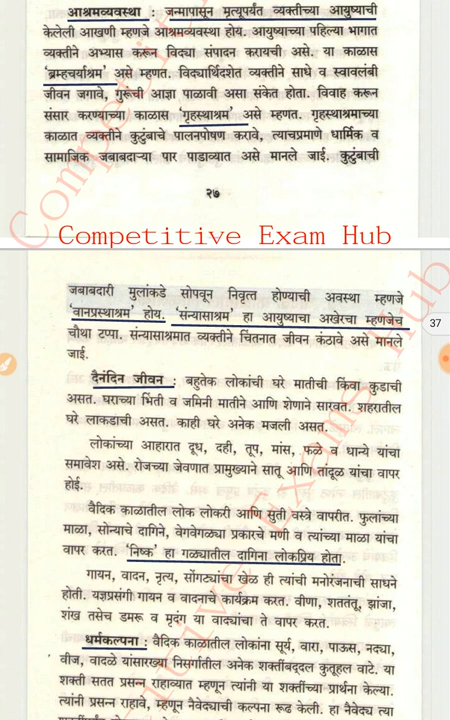 आश्रमव्यवस्था : जन्मापासून मृत्यूपर्यंत व्यक्तीच्या आयुष्याची
केलेली आखणी म्हणजे आश्रमव्यवस्था होय. आयुष्याच्या पहिल्या भागात
व्यक्तीने अभ्यास करून विद्या संपादन करायची असे. या काळास
'ब्रम्हचर्याश्रम' असे म्हणत. विद्यार्थिदशेत व्यक्तीने साधे व स्वावलंबी
जीवन जगावे, गुरूंची आज्ञा पाळावी असा संकेत होता. विवाह करून
संसार करण्याच्या काळास 'गृहस्थाश्रम' असे म्हणत. गृहस्थाश्रमाच्या
काळात व्यक्तीने कुटुंबाचे पालनपोषण करावे, त्याचप्रमाणे धार्मिक व
सामाजिक जबाबदाऱ्या पार पाडाव्यात असे मानले जाई. कुटुंबाची
२७
Competitive Exam Hub
जबाबदारी मुलांकडे सोपवून निवृत्त होण्याची अवस्था म्हणजे
'वानप्रस्थाश्रम' होय. 'संन्यासाश्रम' हा आयुष्याचा अखेरचा म्हणजेच
37
चौथा टप्पा. संन्यासाश्रमात व्यक्तीने चिंतनात जीवन कंठावे असे मानले
जाई.
दैनंदिन जीवन : बहुतेक लोकांची घरे मातीची किंवा कुडाची
असत. घराच्या भिंती व जमिनी मातीने आणि शेणाने सारवत. शहरातील
घरे लाकडाची असत. काही घरे अनेक मजली असत.
लोकांच्या आहारात दूध, दही, तूप, मांस, फळे व धान्ये यांचा
समावेश असे. रोजच्या जेवणात प्रामुख्याने सातू आणि तांदूळ यांचा वापर
होई.
वैदिक काळातील लोक लोकरी आणि सुती वस्त्रे वापरीत. फुलांच्या
माळा, सोन्याचे दागिने, वेगवेगळ्या प्रकारचे मणी व त्यांच्या माळा यांचा
वापर करत. 'निष्क' हा गळ्यातील दागिना लोकप्रिय होता.
गायन, वादन, नृत्य, सोंगट्यांचा खेळ ही त्यांची मनोरंजनाची साधने
होती. यज्ञप्रसंगी गायन व वादनाचे कार्यक्रम करत. वीणा, शततंतू, झांजा,
शंख तसेच डमरू व मृदंग या वाद्यांचा ते वापर करत.
धर्मकल्पना : वैदिक काळातील लोकांना सूर्य, वारा, पाऊस, नद्या,
वीज, वादळे यांसारख्या निसर्गातील अनेक शक्तींबद्दल कुतूहल वाटे. या
शक्ती सतत प्रसन्न राहाव्यात म्हणून त्यांनी या शक्तींच्या प्रार्थना केल्या.
त्यांनी प्रसन्न राहावे, म्हणून नैवेद्याची कल्पना रूढ केली. हा नैवेद्य त्या